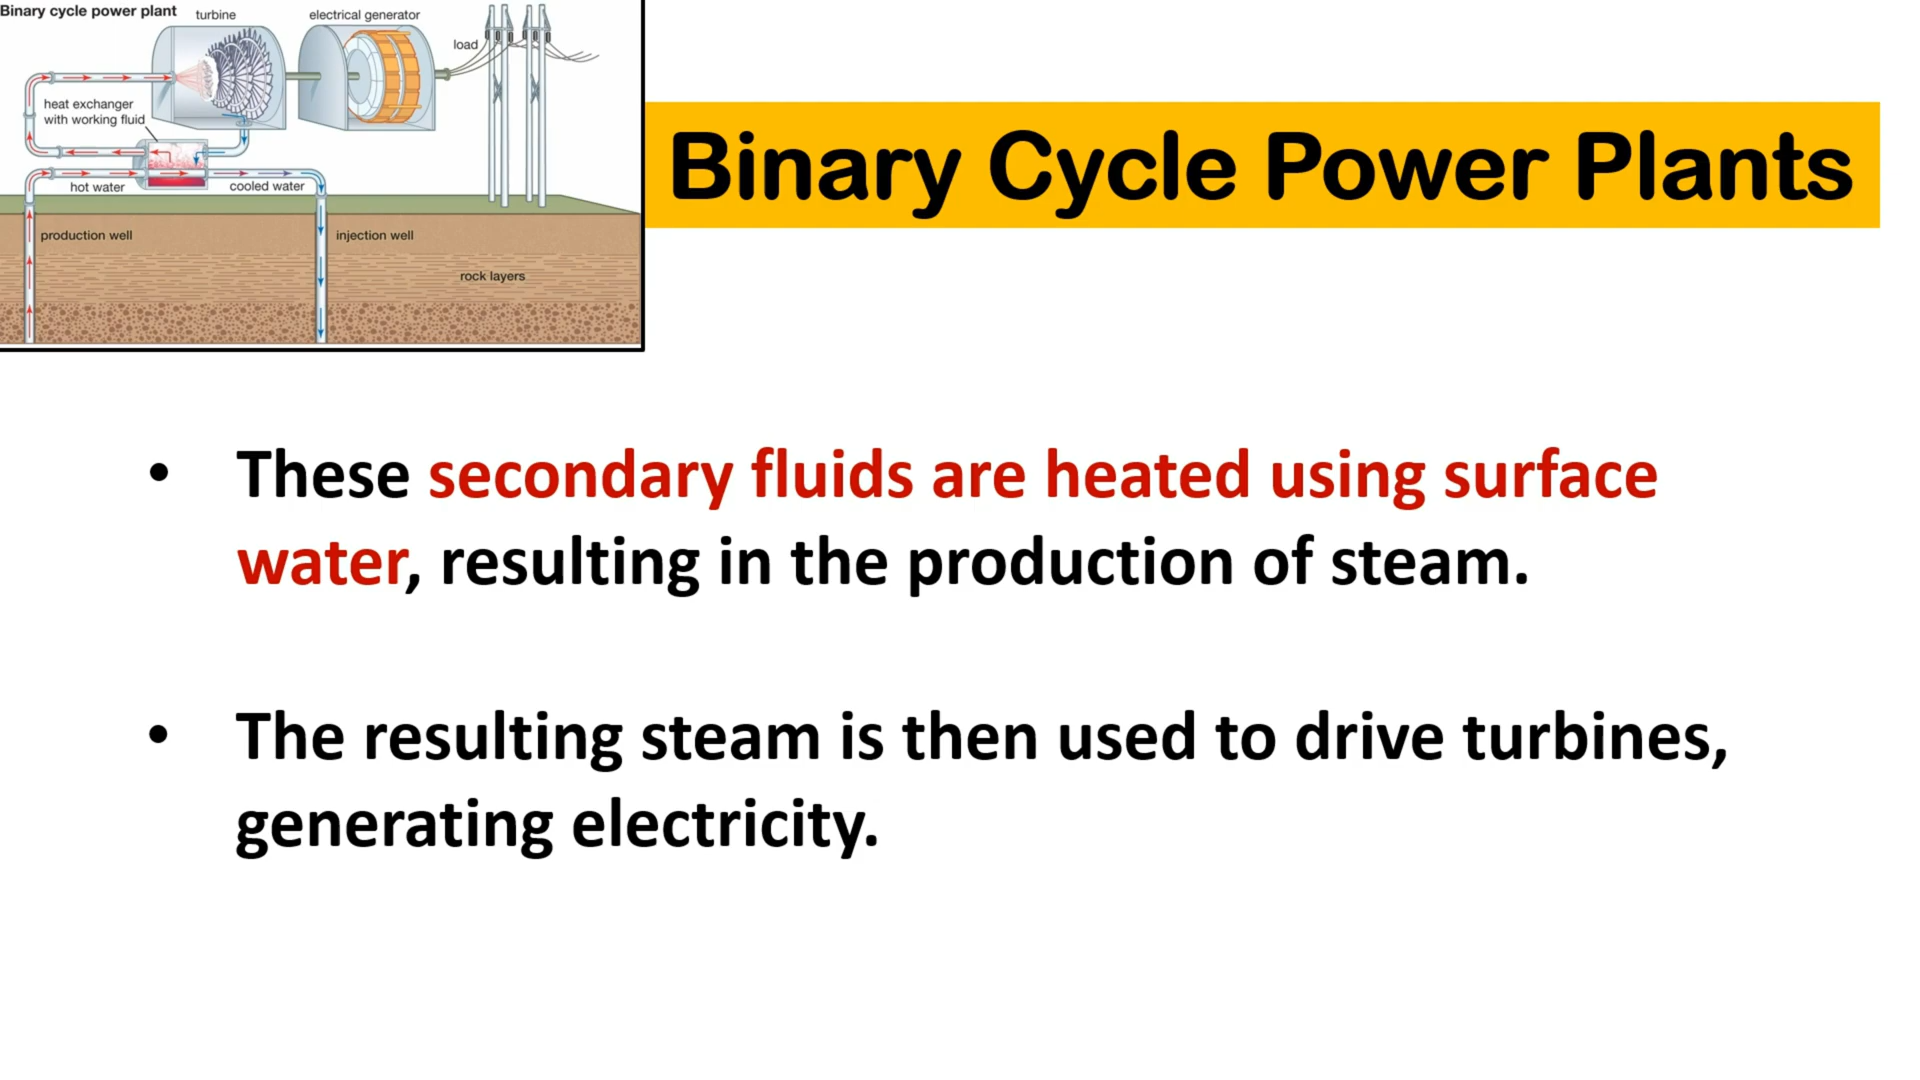 Binary cycle power plant
turbine
electrical generator
load
heat exchanger
with working fluid
hot water
cooled water
production well
injection well
rock layers
Binary Cycle Power Plants
• These secondary fluids are heated using surface
water, resulting in the production of steam.
• The resulting steam is then used to drive turbines,
generating electricity.